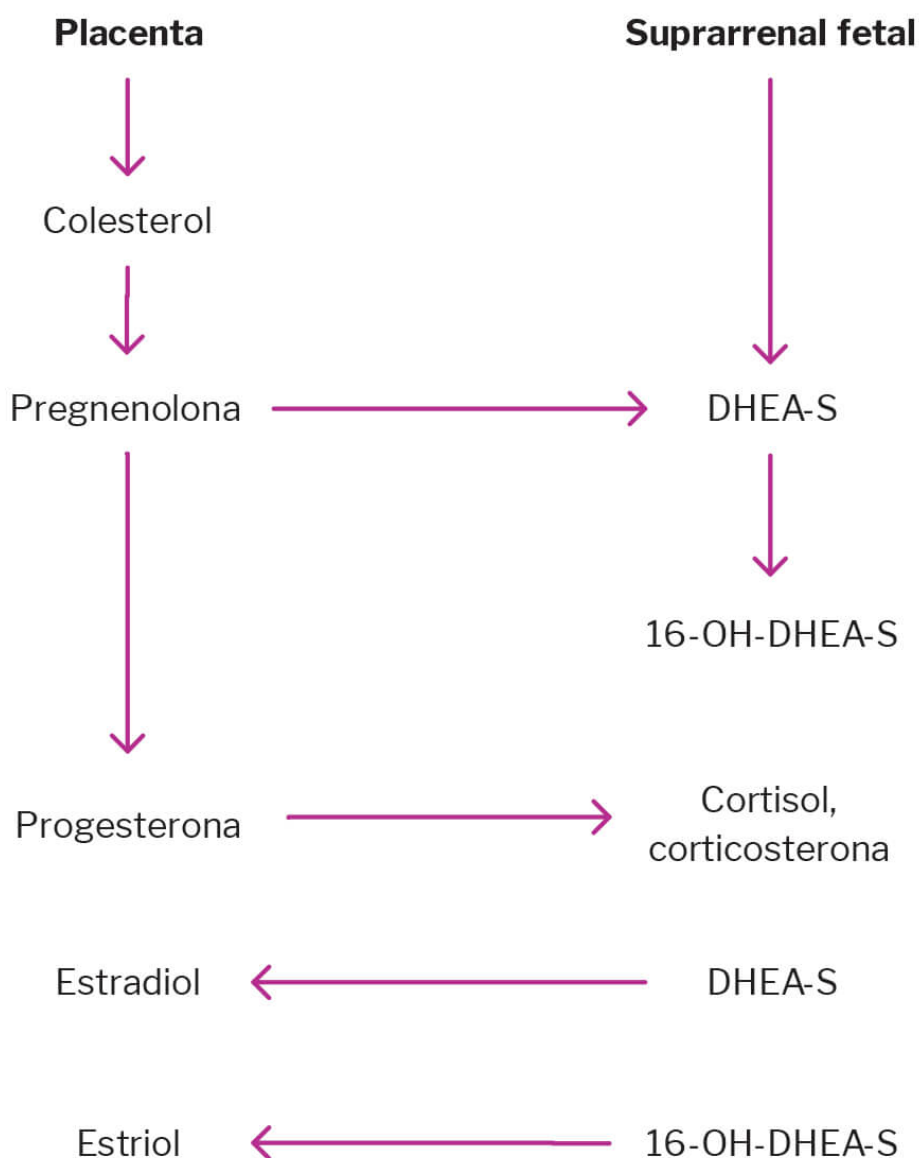 Placenta
Suprarrenal fetal
Colesterol
Pregnenolona
DHEA-S
16-OH-DHEA-S
Progesterona
Cortisol,
corticosterona
Estradiol
DHEA-S
Estriol
16-OH-DHEA-S